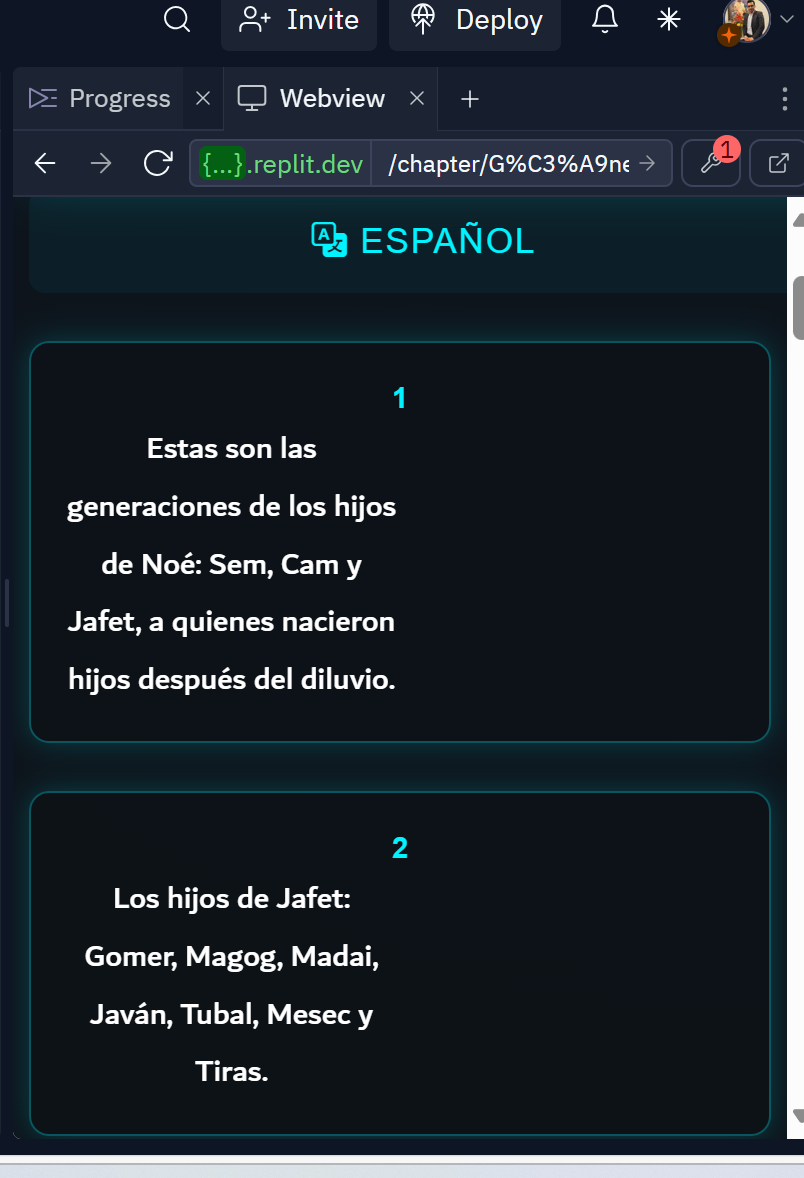 Invite
Deploy
Progress
Webview
{...}.replit.dev
/chapter/G%C3%A9ne
1
ESPAÑOL
1
Estas son las
generaciones de los hijos
de Noé: Sem, Cam y
Jafet, a quienes nacieron
hijos después del diluvio.
2
Los hijos de Jafet:
Gomer, Magog, Madai,
Javán, Tubal, Mesec y
Tiras.